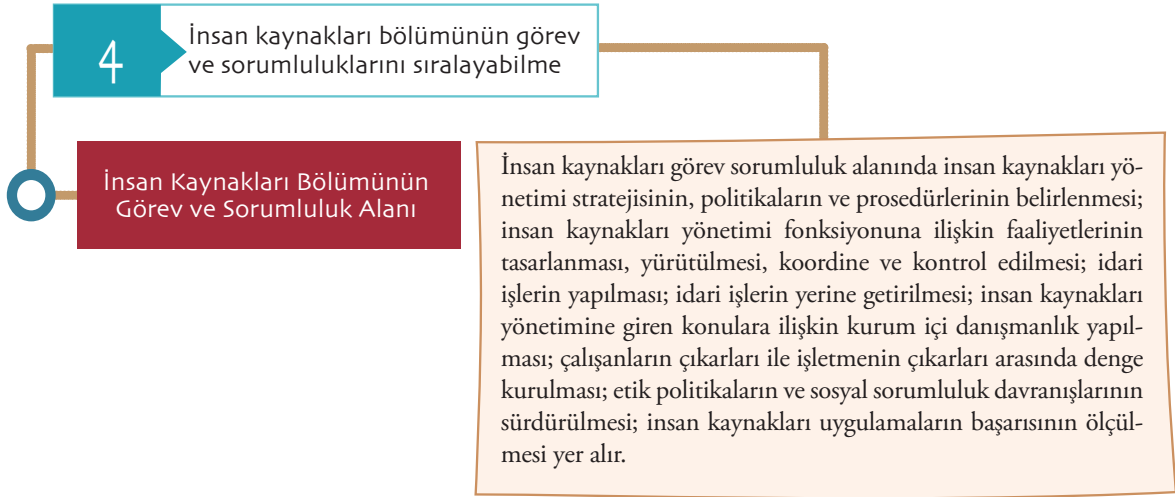 4
İnsan kaynakları bölümünün görev
ve sorumluluklarını sıralayabilme
İnsan Kaynakları Bölümünün
Görev ve Sorumluluk Alanı
İnsan kaynakları görev sorumluluk alanında insan kaynakları yö-
netimi stratejisinin, politikaların ve prosedürlerinin belirlenmesi;
insan kaynakları yönetimi fonksiyonuna ilişkin faaliyetlerinin
tasarlanması, yürütülmesi, koordine ve kontrol edilmesi; idari
işlerin yapılması; idari işlerin yerine getirilmesi; insan kaynakları
yönetimine giren konulara ilişkin kurum içi danışmanlık yapıl-
ması; çalışanların çıkarları ile işletmenin çıkarları arasında denge
kurulması; etik politikaların ve sosyal sorumluluk davranışlarının
sürdürülmesi; insan kaynakları uygulamaların başarısının ölçül-
mesi yer alır.